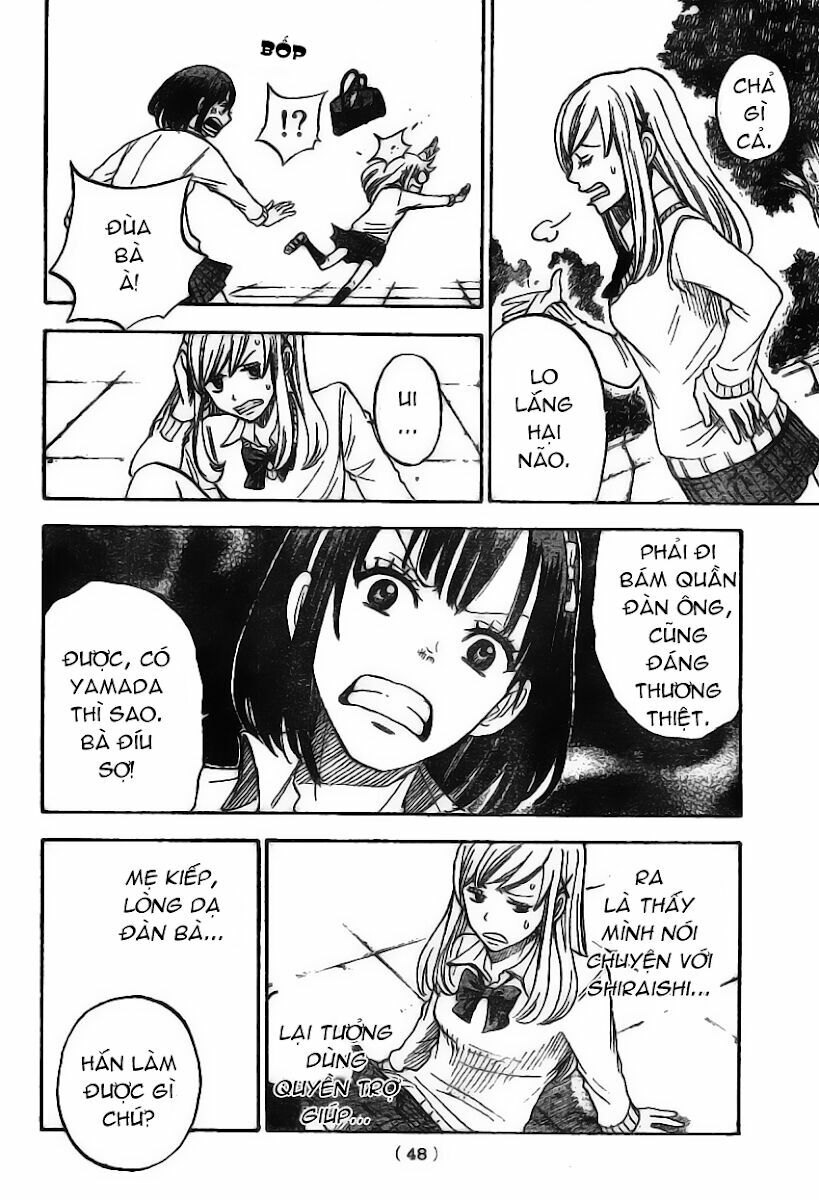 CHẢ
GÌ
CẢ.
LO
LẮNG
HẠI
NÃO.
BỐP
!?
ĐÙA
BÀ
À!
UI
...
PHẢI ĐI
BÁM QUẦN
ĐÀN ÔNG,
CŨNG
ĐÁNG
THƯƠNG
THIỆT.
ĐƯỢC, CÓ
YAMADA
THÌ SAO.
BÀ ĐÍU
SỢ!
RA
LÀ THẤY
MÌNH NÓI
CHUYỆN VỚI
SHIRAISHI...
LẠI TƯỞNG
DÙNG
QUYỀN TRỢ
GIÚP...
MẸ KIẾP,
LÒNG DẠ
ĐÀN BÀ...
HẮN LÀM
ĐƯỢC GÌ
CHỨ?
( 48 )